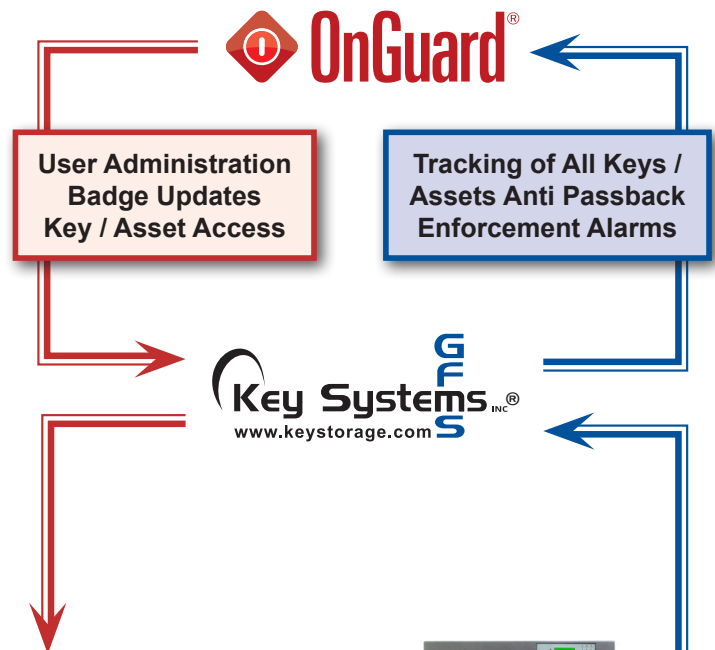 OnGuard®
User Administration
Badge Updates
Key / Asset Access
Tracking of All Keys /
Assets Anti Passback
Enforcement Alarms
GFS
Key Systems INC®
www.keystorage.com